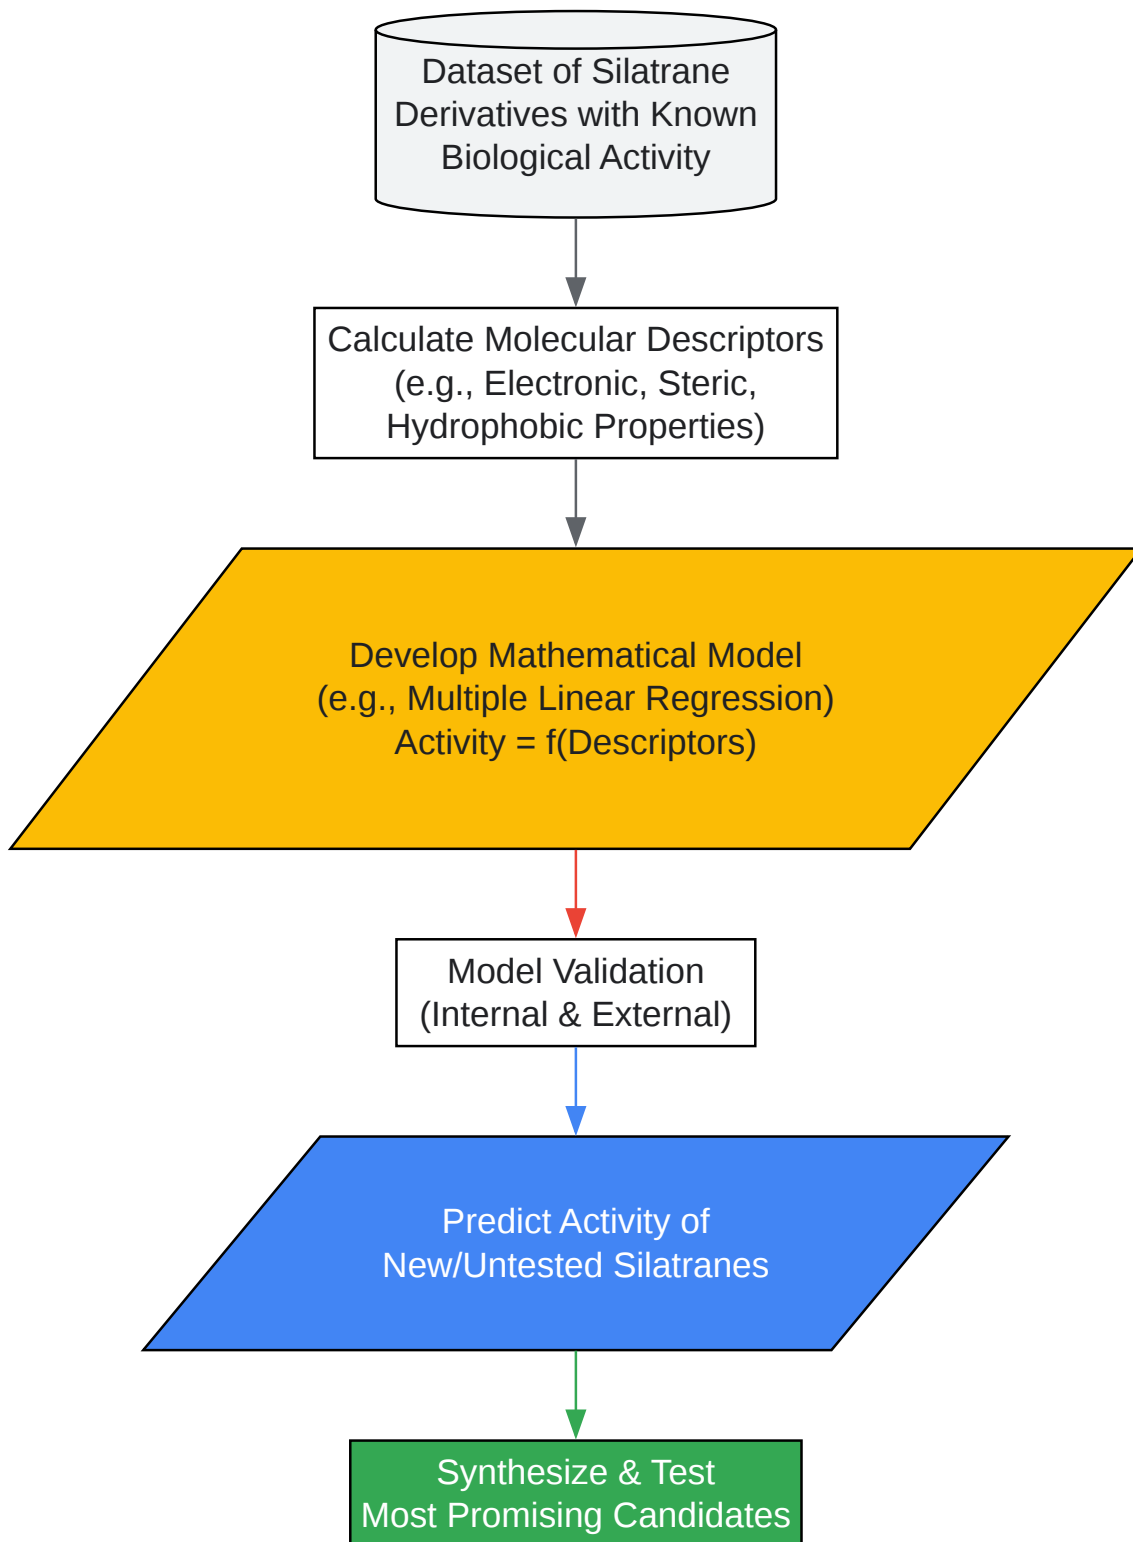 Dataset of Silatrane
Derivatives with Known
Biological Activity
Calculate Molecular Descriptors
(e.g., Electronic, Steric,
Hydrophobic Properties)
Develop Mathematical Model
(e.g., Multiple Linear Regression)
Activity = f(Descriptors)
Model Validation
(Internal & External)
Predict Activity of
New/Untested Silatranes
Synthesize & Test
Most Promising Candidates